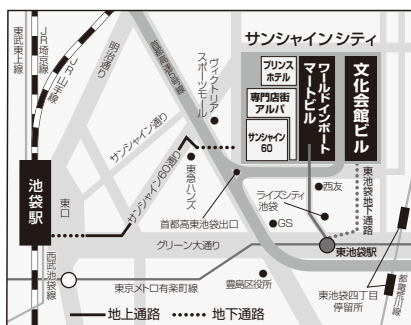 サンシャインシティ
プリンス
ホテル
専門店街
アルパ
サンシャイン
60
ワールドインポート
マートビル
文化会館ビル
東武東上線
JR埼京線
JR山手線
明治通り
首都高速5号線
ヴィクトリア
スポーツモール
サンシャイン通り
サンシャイン60通り
東急ハンズ
池袋駅
東口
西武池袋線
首都高東池袋出口
ライズシティ
池袋
西友
GS
東池袋地下通路
グリーン大通り
東池袋駅
東京メトロ有楽町線
豊島区役所
東池袋四丁目
停留所
都電荒川線
地上通路
地下通路